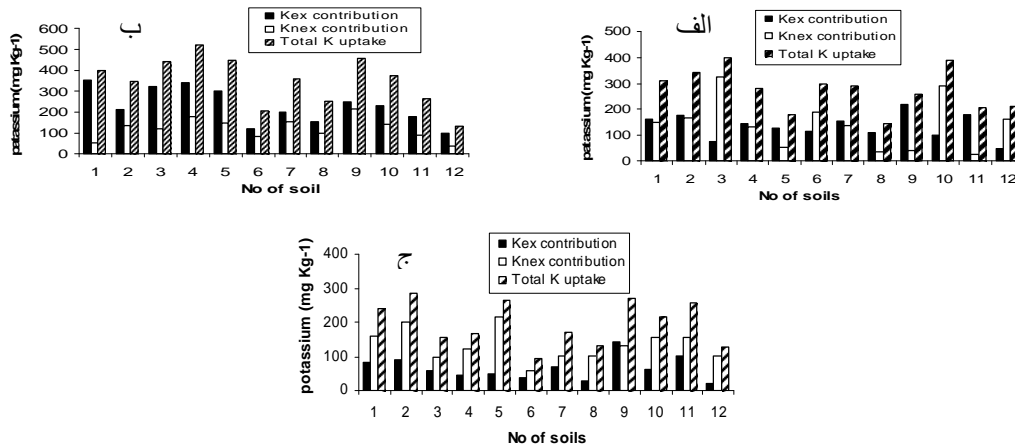 ب
Kex contribution
Knex contribution
Total K uptake
patassium(mg Kg-1)
600
500
400
300
200
100
0
1 2 3 4 5 6 7 8 9 10 11 12
No of soil
الف
Kex contribution
Knex contribution
Total K uptake
patassium (mg Kg-1)
500
400
300
200
100
0
1 2 3 4 5 6 7 8 9 10 11 12
No of soils
ج
Kex contribution
Knex contribution
Total K uptake
potassium (mg Kg-1)
400
300
200
100
0
1 2 3 4 5 6 7 8 9 10 11 12
No of soils